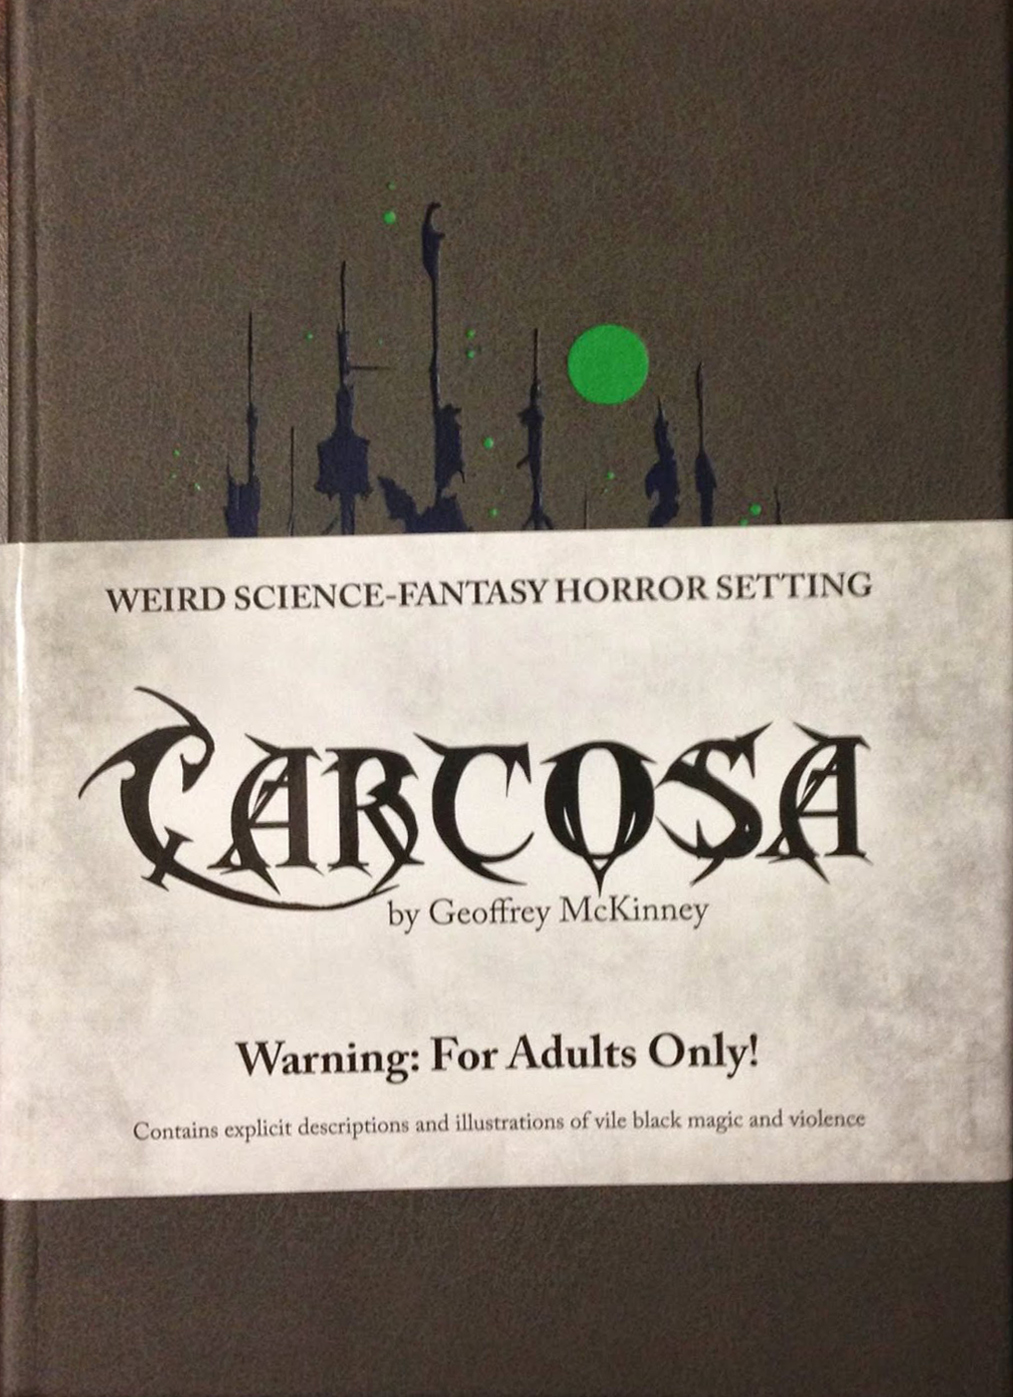 WEIRD SCIENCE-FANTASY HORROR SETTING
CARCOSA
by Geoffrey McKinney
Warning: For Adults Only!
Contains explicit descriptions and illustrations of vile black magic and violence